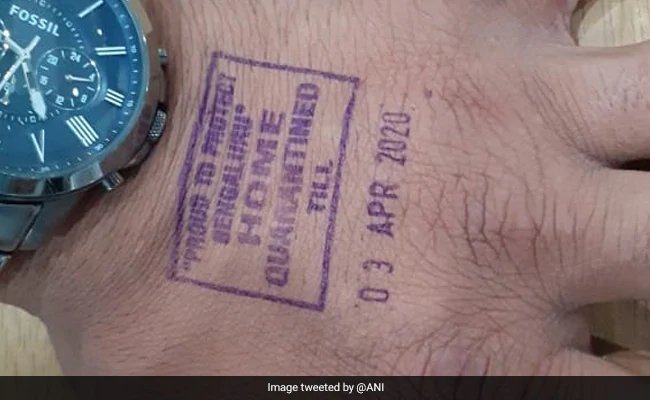 FOSSIL
"PROUD TO PROTECT
BENGALURU"
HOME
QUARANTINED
TILL
03 APR 2020
Image tweeted by @ANI